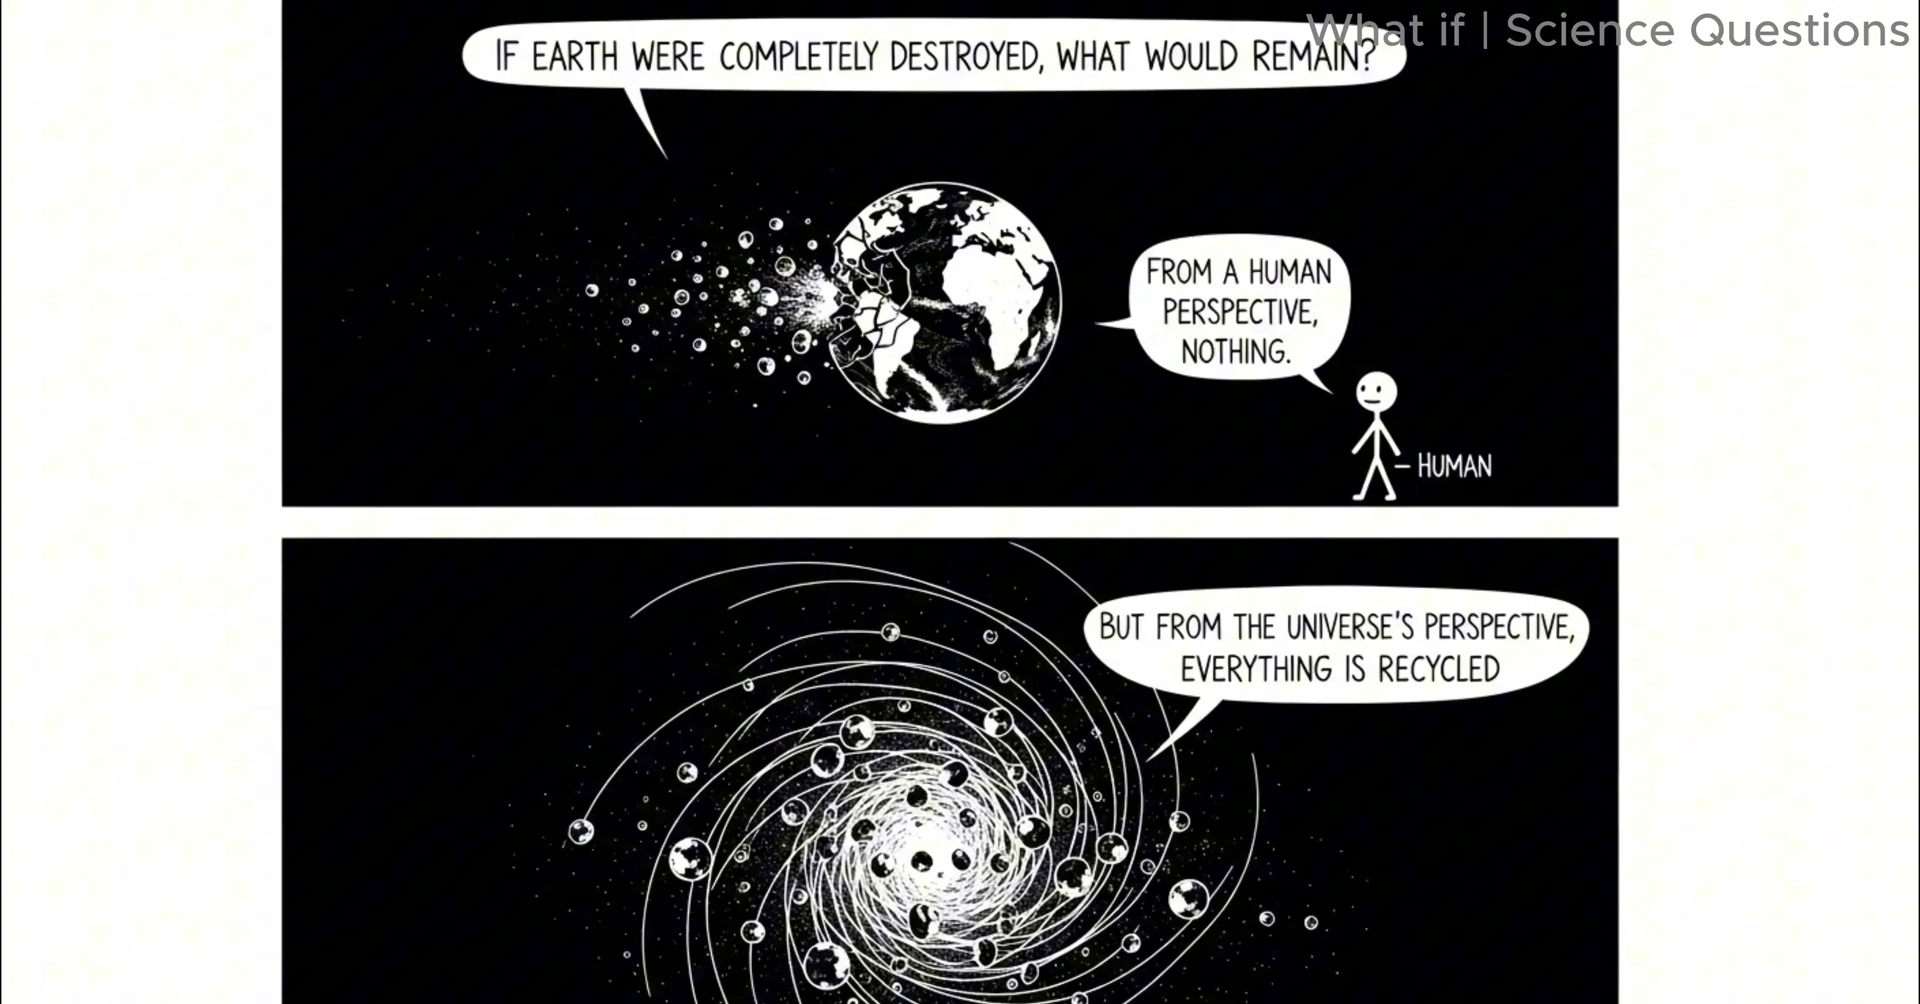 What if | Science Questions
IF EARTH WERE COMPLETELY DESTROYED, WHAT WOULD REMAIN?
FROM A HUMAN
PERSPECTIVE,
NOTHING.
– HUMAN
BUT FROM THE UNIVERSE'S PERSPECTIVE,
EVERYTHING IS RECYCLED